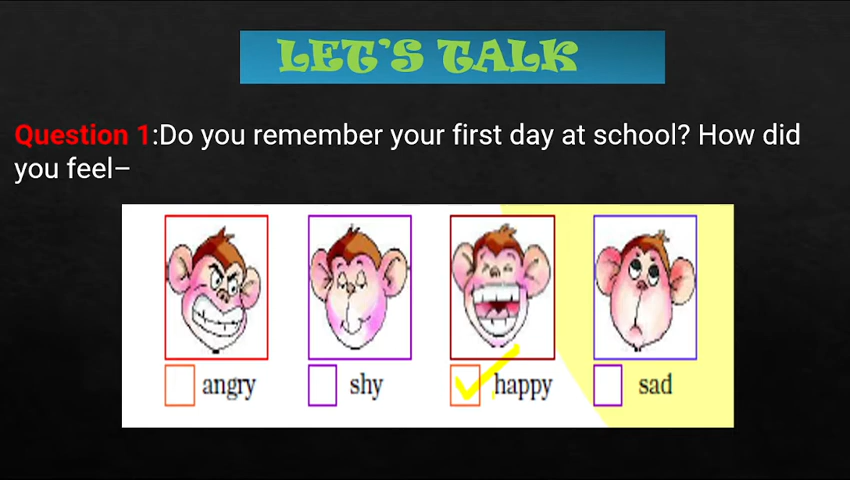 LET'S TALK
Question 1:Do you remember your first day at school? How did
you feel–
angry shy happy sad